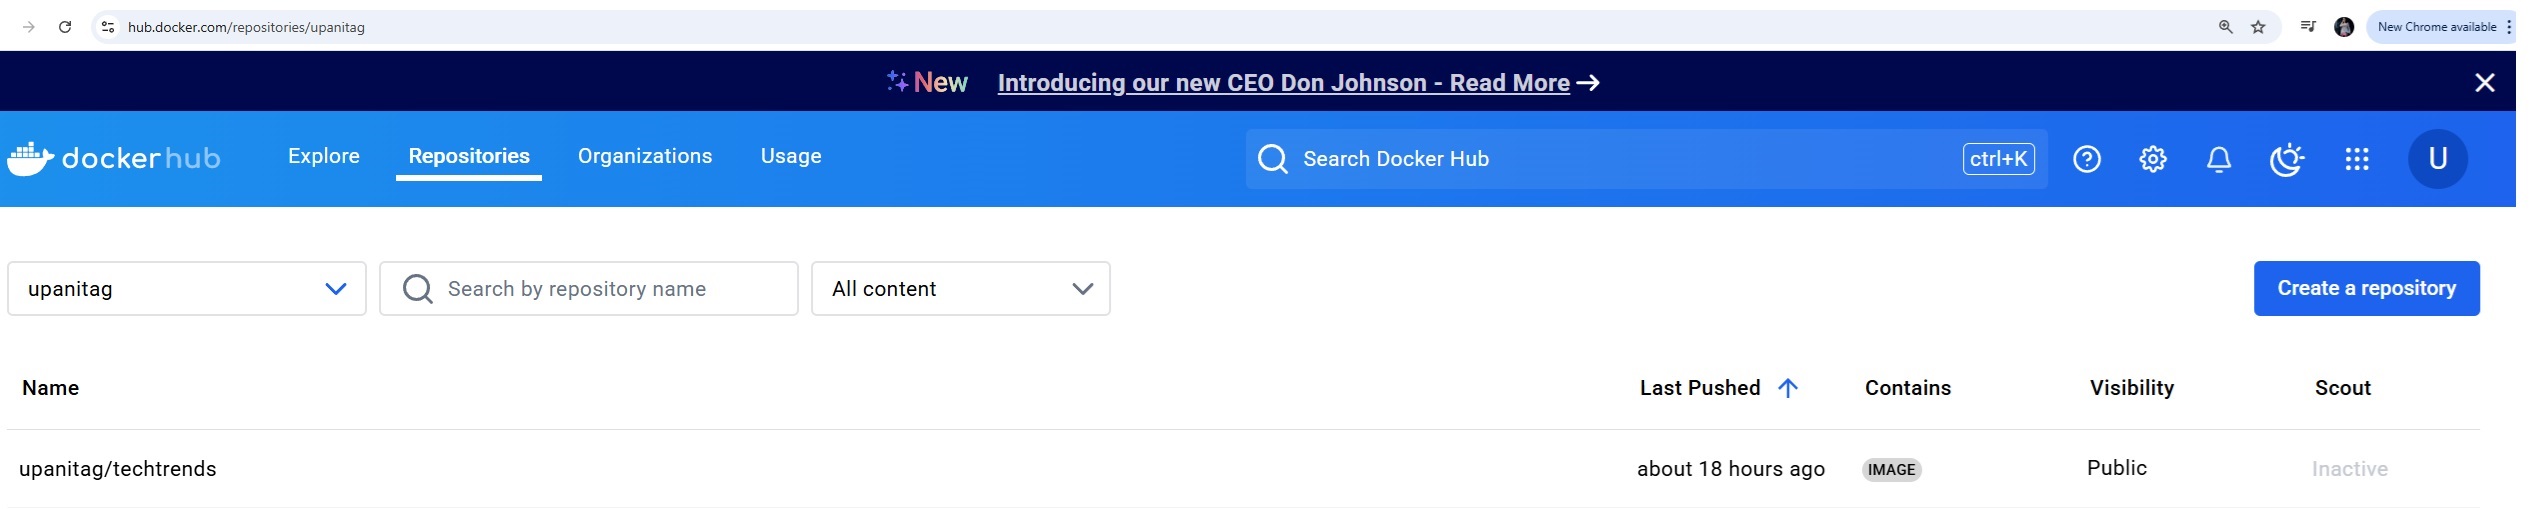 hub.docker.com/repositories/upanitag
New Chrome available
New Introducing our new CEO Don Johnson - Read More
dockerhub Explore Repositories Organizations Usage Search Docker Hub ctrl+K U
upanitag Search by repository name All content Create a repository
Name Last Pushed Contains Visibility Scout
upanitag/techtrends about 18 hours ago IMAGE Public Inactive